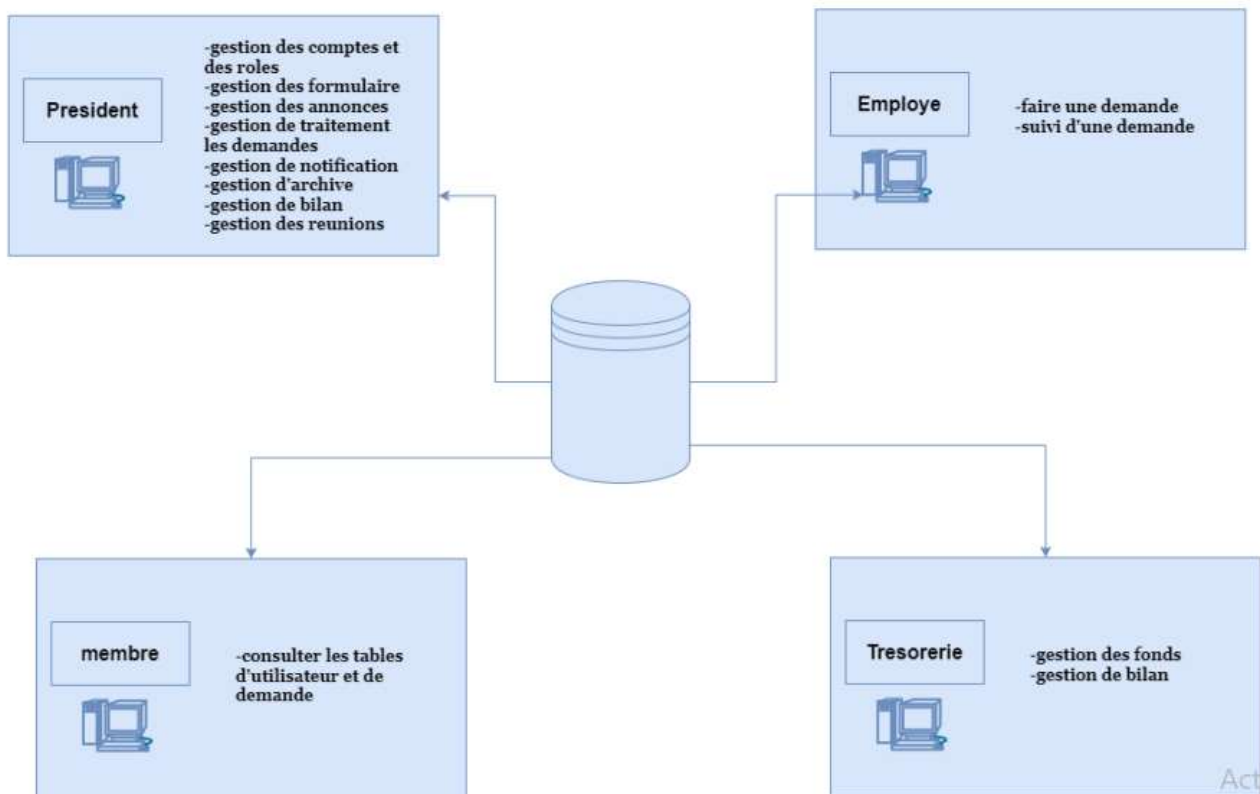 President
-gestion des comptes et
des roles
-gestion des formulaire
-gestion des annonces
-gestion de traitement
les demandes
-gestion de notification
-gestion d'archive
-gestion de bilan
-gestion des reunions
Employe
-faire une demande
-suivi d'une demande
membre
-consulter les tables
d'utilisateur et de
demande
Tresorerie
-gestion des fonds
-gestion de bilan
Act